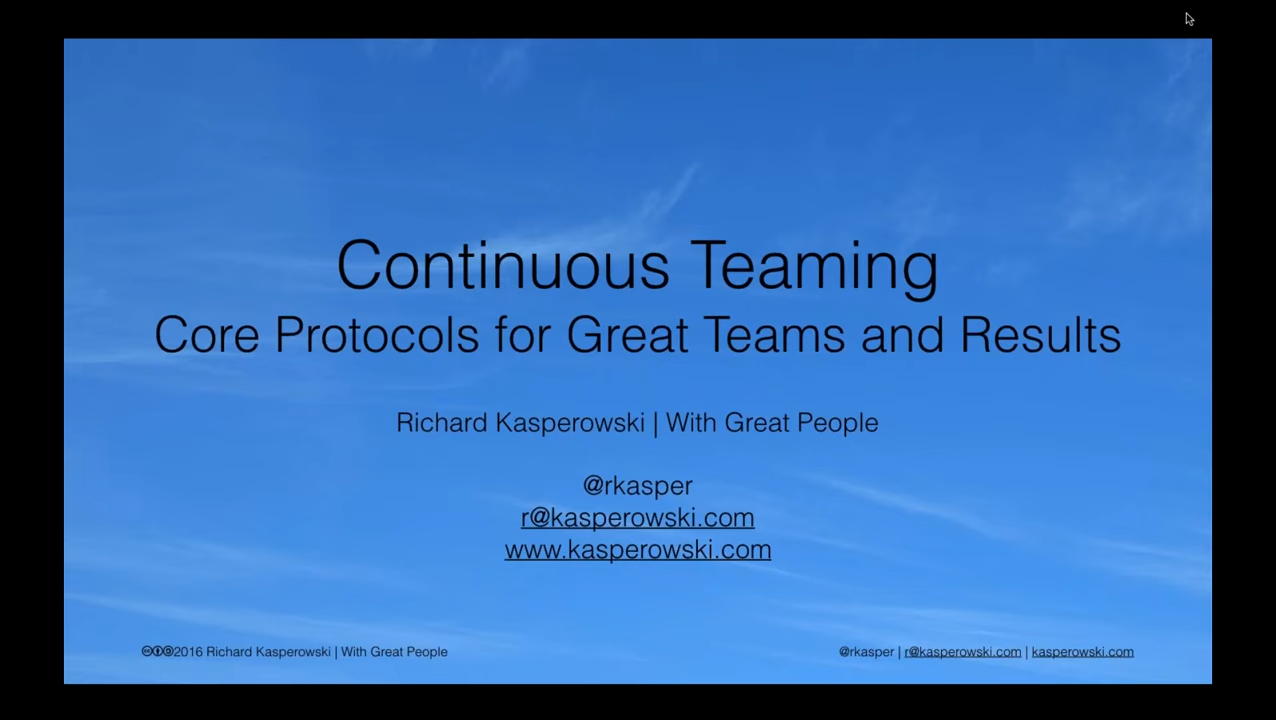 Continuous Teaming
Core Protocols for Great Teams and Results
Richard Kasperowski | With Great People
@rkasper
r@kasperowski.com
www.kasperowski.com
🅭🅯🄎2016 Richard Kasperowski | With Great People
@rkasper | r@kasperowski.com | kasperowski.com